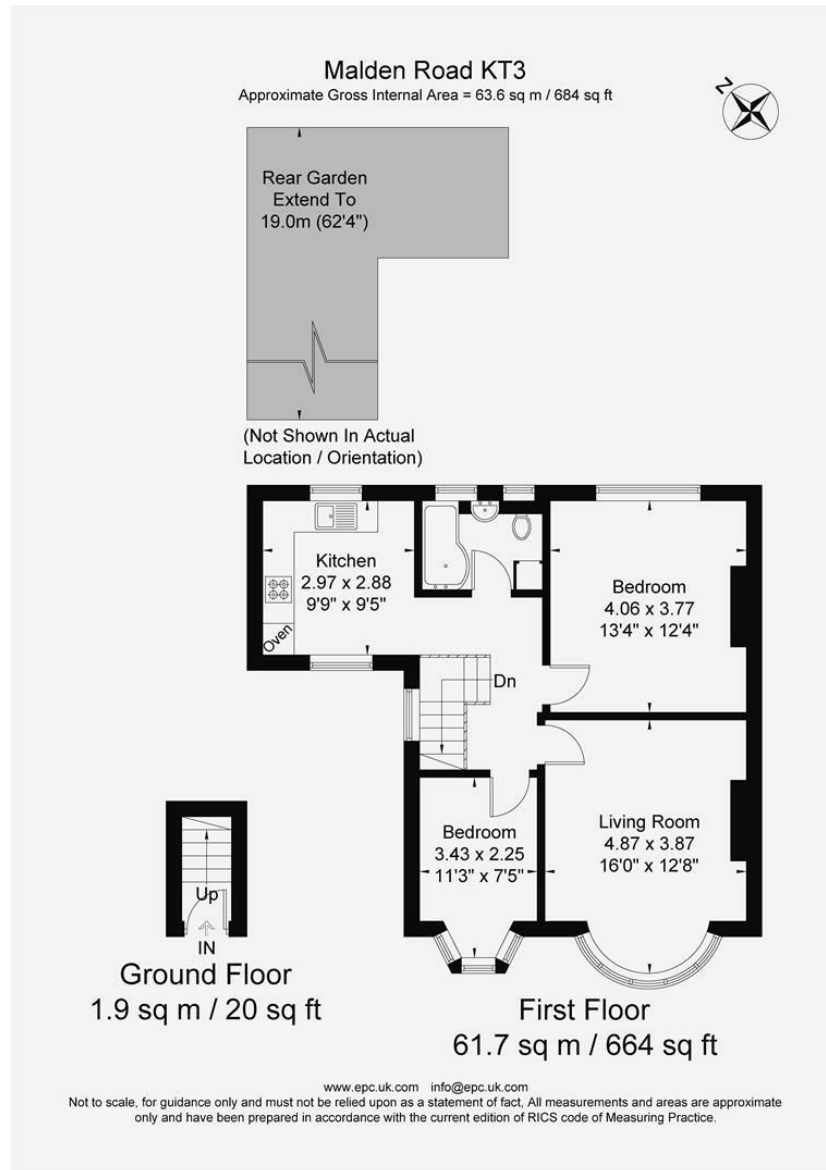 Malden Road KT3
Approximate Gross Internal Area = 63.6 sq m / 684 sq ft
Z
Rear Garden
Extend To
19.0m (62'4")
(Not Shown In Actual
Location / Orientation)
Kitchen
2.97 x 2.88
9'9" x 9'5"
Oven
Bedroom
4.06 x 3.77
13'4" x 12'4"
Dn
Bedroom
3.43 x 2.25
11'3" x 7'5"
Living Room
4.87 x 3.87
16'0" x 12'8"
Up
IN
Ground Floor
1.9 sq m / 20 sq ft
First Floor
61.7 sq m / 664 sq ft
www.epc.uk.com info@epc.uk.com
Not to scale, for guidance only and must not be relied upon as a statement of fact, All measurements and areas are approximate
only and have been prepared in accordance with the current edition of RICS code of Measuring Practice.